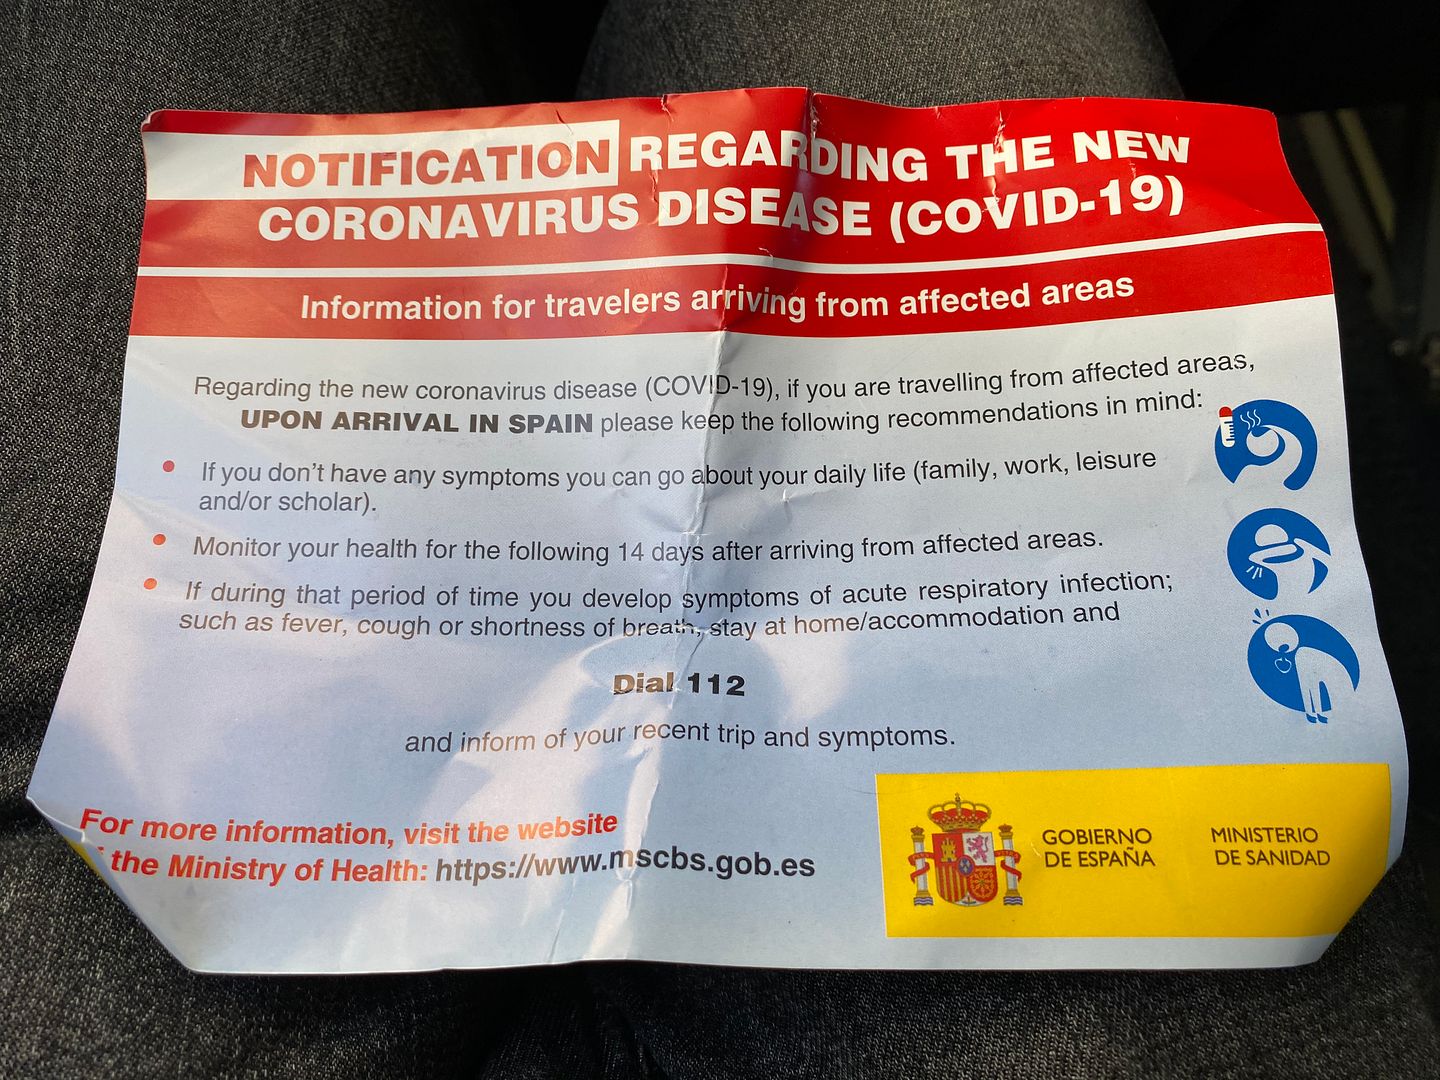 NOTIFICATION REGARDING THE NEW
CORONAVIRUS DISEASE (COVID-19)
Information for travelers arriving from affected areas
Regarding the new coronavirus disease (COVID-19), if you are travelling from affected areas,
UPON ARRIVAL IN SPAIN please keep the following recommendations in mind:
• If you don't have any symptoms you can go about your daily life (family, work, leisure
and/or scholar).
• Monitor your health for the following 14 days after arriving from affected areas.
• If during that period of time you develop symptoms of acute respiratory infection;
such as fever, cough or shortness of breath, stay at home/accommodation and
Dial 112
and inform of your recent trip and symptoms.
For more information, visit the website
the Ministry of Health: https://www.mscbs.gob.es
GOBIERNO
DE ESPAÑA
MINISTERIO
DE SANIDAD